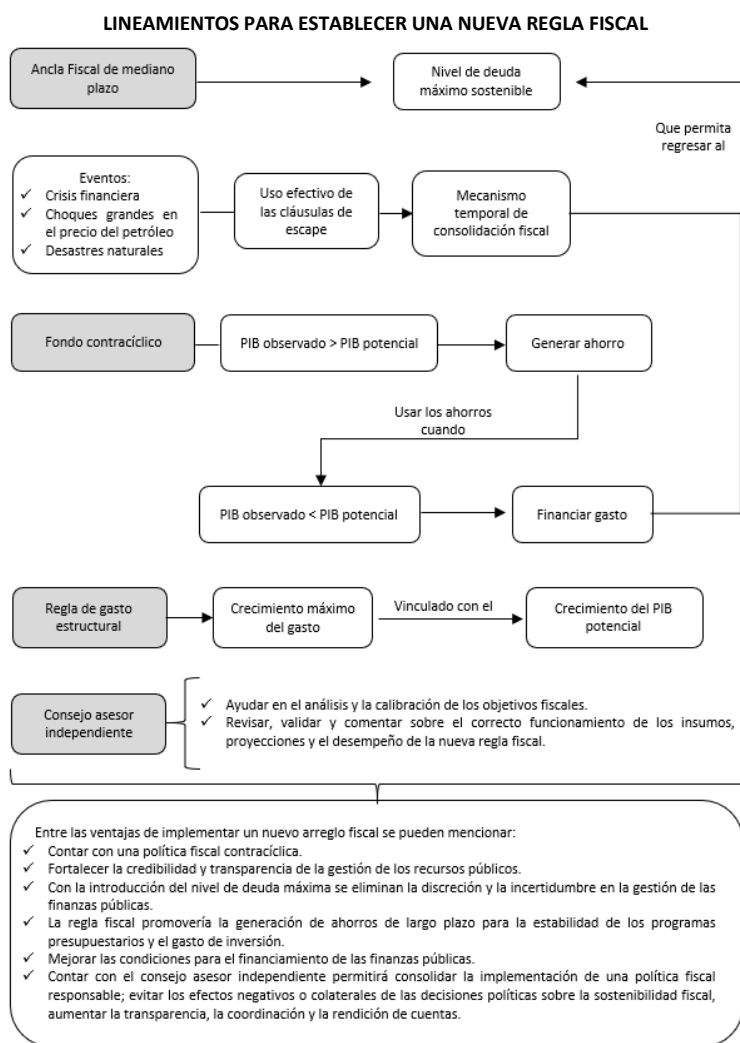 LINEAMIENTOS PARA ESTABLECER UNA NUEVA REGLA FISCAL
Ancla Fiscal de mediano
plazo
Nivel de deuda
máximo sostenible
Que permita
regresar al
Eventos:
✓ Crisis financiera
✓ Choques grandes en
el precio del petróleo
✓ Desastres naturales
Uso efectivo de
las cláusulas de
escape
Mecanismo
temporal de
consolidación fiscal
Fondo contracíclico
PIB observado > PIB potencial
Generar ahorro
Usar los ahorros
cuando
PIB observado < PIB potencial
Financiar gasto
Regla de gasto
estructural
Crecimiento máximo
del gasto
Vinculado con el
Crecimiento del PIB
potencial
Consejo asesor
independiente
✓ Ayudar en el análisis y la calibración de los objetivos fiscales.
✓ Revisar, validar y comentar sobre el correcto funcionamiento de los insumos,
proyecciones y el desempeño de la nueva regla fiscal.
Entre las ventajas de implementar un nuevo arreglo fiscal se pueden mencionar:
✓ Contar con una política fiscal contracíclica.
✓ Fortalecer la credibilidad y transparencia de la gestión de los recursos públicos.
✓ Con la introducción del nivel de deuda máxima se eliminan la discreción y la incertidumbre en la gestión de las
finanzas públicas.
✓ La regla fiscal promovería la generación de ahorros de largo plazo para la estabilidad de los programas
presupuestarios y el gasto de inversión.
✓ Mejorar las condiciones para el financiamiento de las finanzas públicas.
✓ Contar con el consejo asesor independiente permitirá consolidar la implementación de una política fiscal
responsable; evitar los efectos negativos o colaterales de las decisiones políticas sobre la sostenibilidad fiscal,
aumentar la transparencia, la coordinación y la rendición de cuentas.